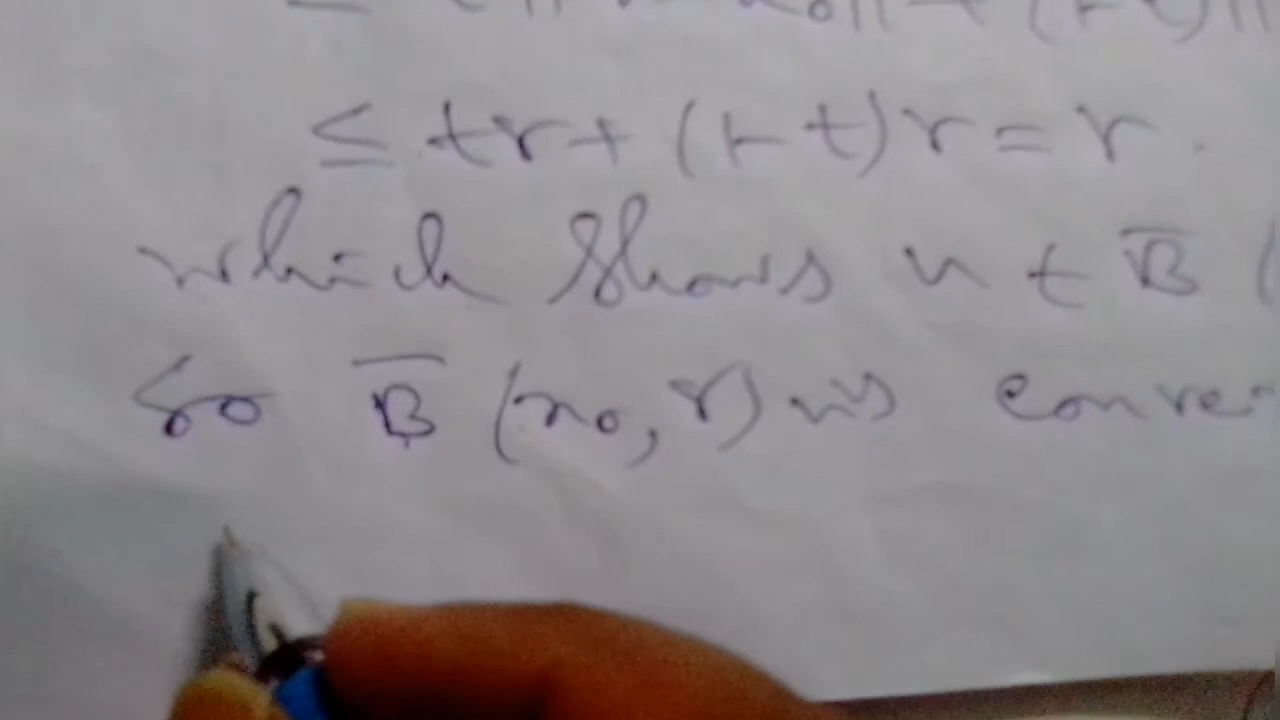 ≤ tr + (1-t)r = r.
which shows u ∈ B̅ (
So B̅ (x₀, r) is conve